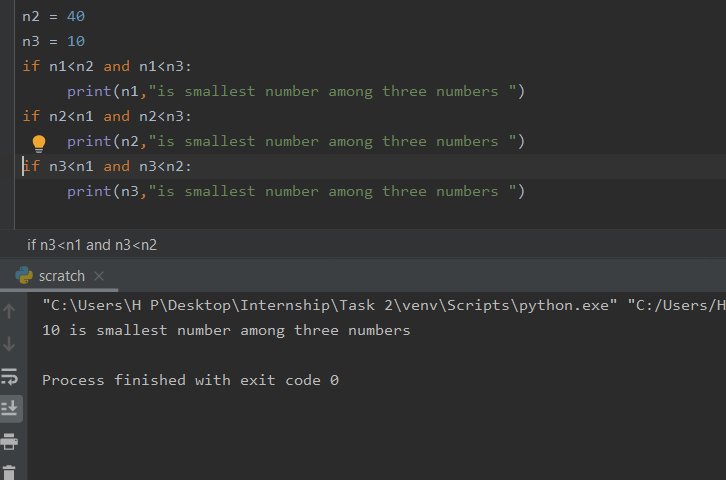 n2 = 40
n3 = 10
if n1<n2 and n1<n3:
    print(n1,"is smallest number among three numbers ")
if n2<n1 and n2<n3:
    print(n2,"is smallest number among three numbers ")
if n3<n1 and n3<n2:
    print(n3,"is smallest number among three numbers ")
if n3<n1 and n3<n2
scratch
"C:\Users\H P\Desktop\Internship\Task 2\venv\Scripts\python.exe" "C:/Users/H
10 is smallest number among three numbers
Process finished with exit code 0